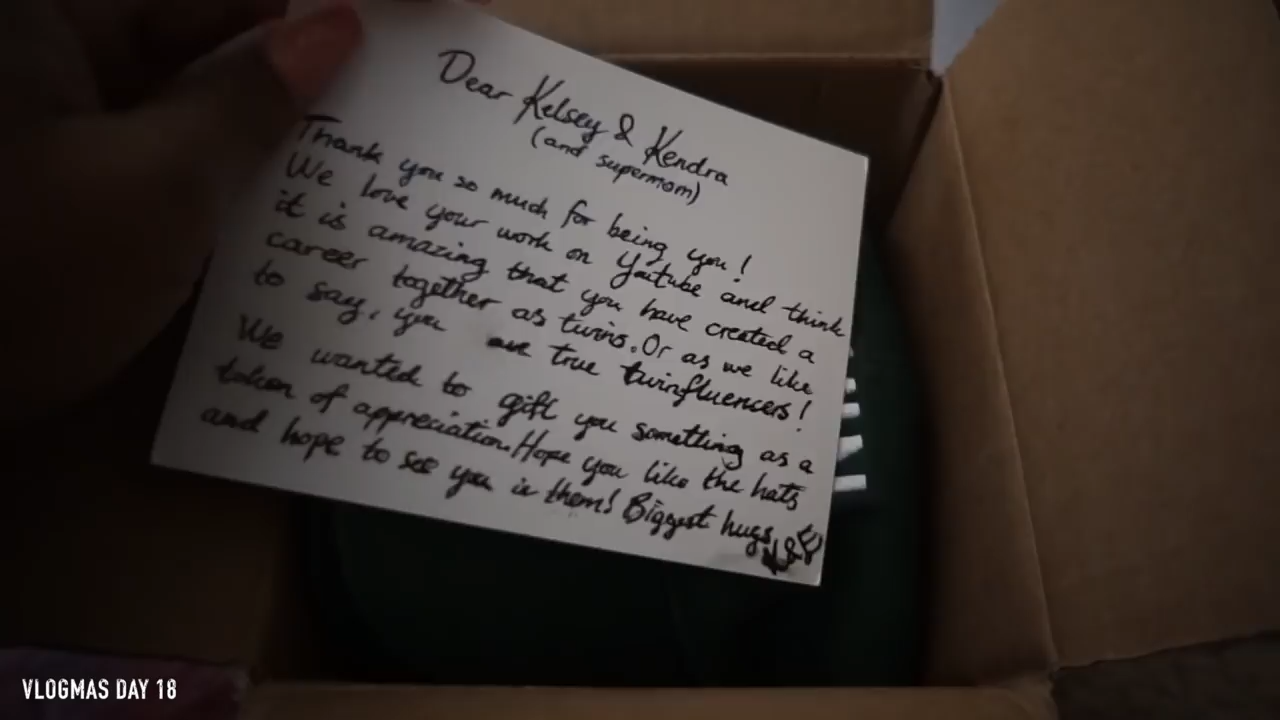 Dear Kelsey & Kendra
(and supermom)
Thank you so much for being you!
We love your work on Youtube and think
it is amazing that you have created a
career together as twins. Or as we like
to say, you are true twinfluencers!
We wanted to gift you something as a
token of appreciation. Hope you like the hats
and hope to see you in them! Biggest hugs,
VLOGMAS DAY 18